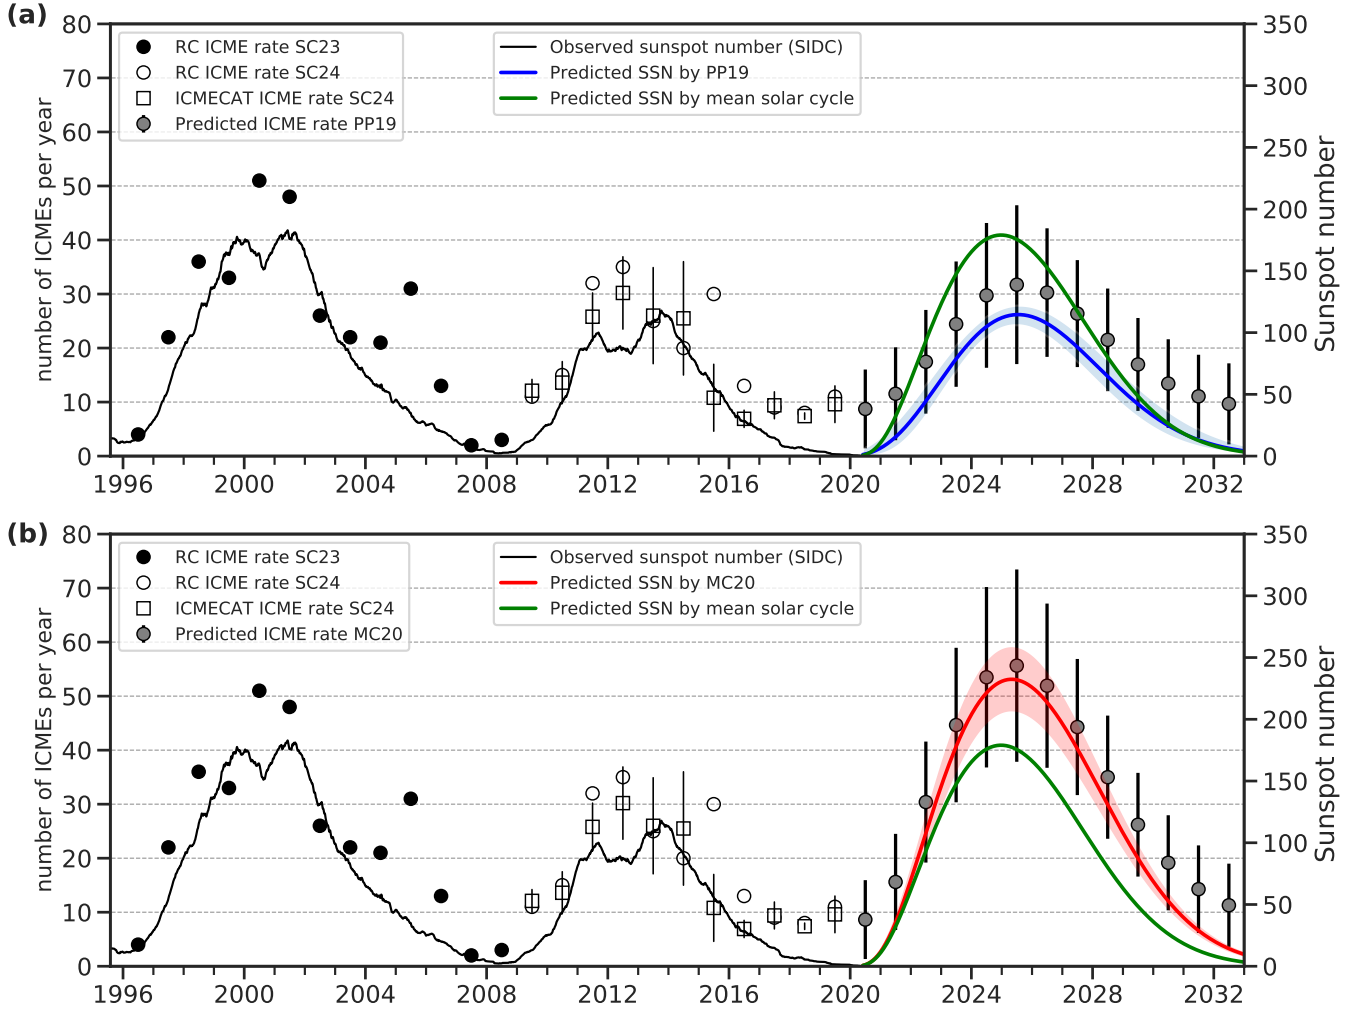 (a)
80
70
60
50
40
30
20
10
0
number of ICMEs per year
RC ICME rate SC23
RC ICME rate SC24
ICMECAT ICME rate SC24
Predicted ICME rate PP19
Observed sunspot number (SIDC)
Predicted SSN by PP19
Predicted SSN by mean solar cycle
350
300
250
200
150
100
50
0
Sunspot number
1996 2000 2004 2008 2012 2016 2020 2024 2028 2032
(b)
80
70
60
50
40
30
20
10
0
number of ICMEs per year
RC ICME rate SC23
RC ICME rate SC24
ICMECAT ICME rate SC24
Predicted ICME rate MC20
Observed sunspot number (SIDC)
Predicted SSN by MC20
Predicted SSN by mean solar cycle
350
300
250
200
150
100
50
0
Sunspot number
1996 2000 2004 2008 2012 2016 2020 2024 2028 2032